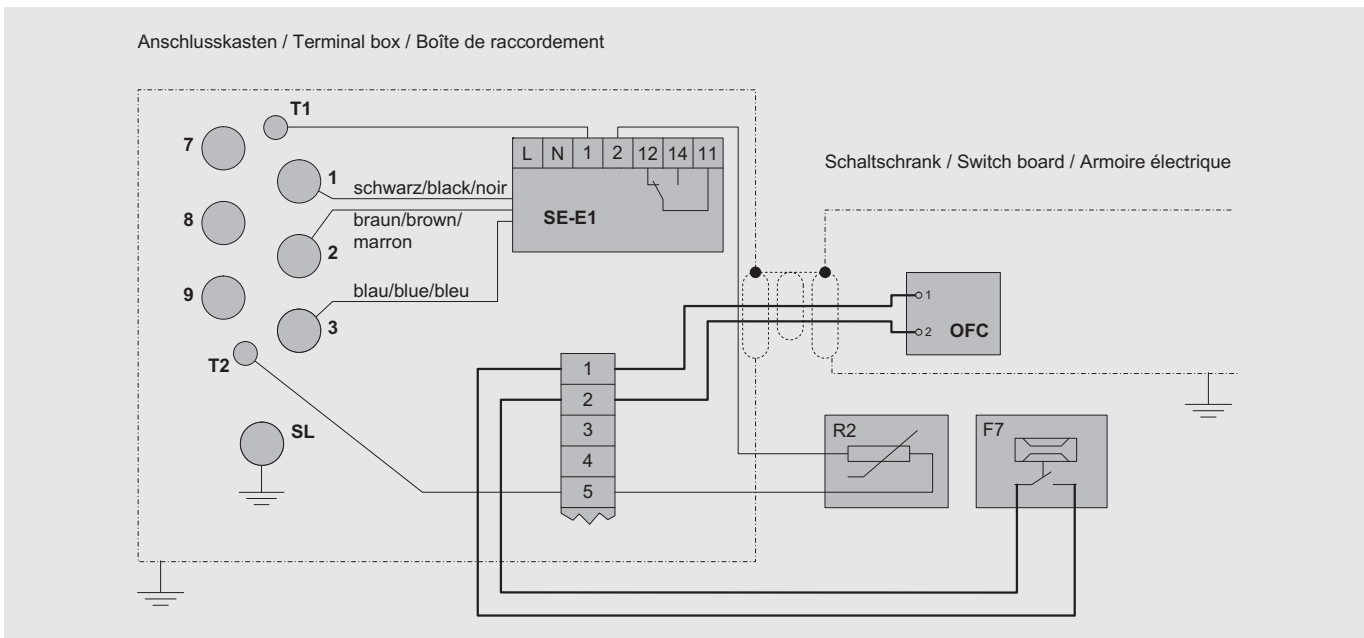 Anschlusskasten / Terminal box / Boîte de raccordement
T1
7
L N 1 2 12 14 11
Schaltschrank / Switch board / Armoire électrique
1
schwarz/black/noir
8
braun/brown/
marron
SE-E1
2
9
blau/blue/bleu
3
1
2 OFC
T2
1
2
3
4
5
SL
R2
F7